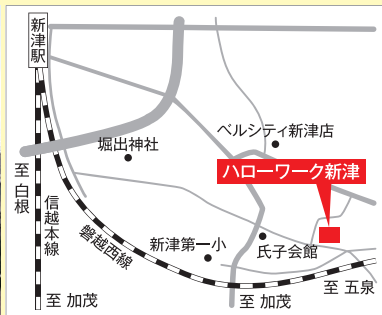 新津駅
ベルシティ新津店
堀出神社
ハローワーク新津
至 白根
信越本線
磐越西線
新津第一小
氏子会館
至 五泉
至 加茂
至 加茂